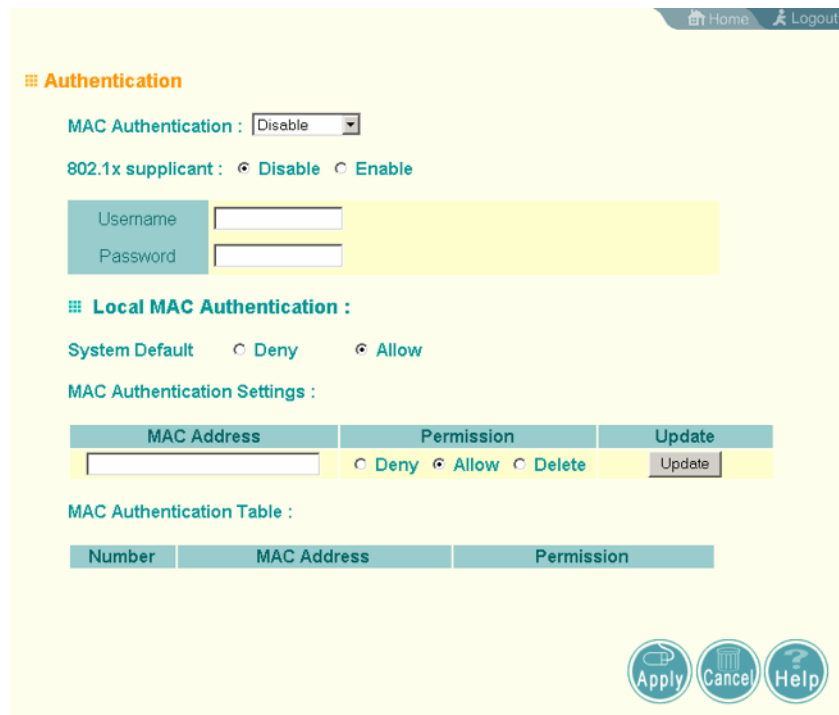 Home Logout
Authentication
MAC Authentication : Disable
802.1x supplicant : Disable Enable
Username
Password
Local MAC Authentication :
System Default Deny Allow
MAC Authentication Settings :
MAC Address Permission Update
Deny Allow Delete Update
MAC Authentication Table :
Number MAC Address Permission
Apply Cancel Help